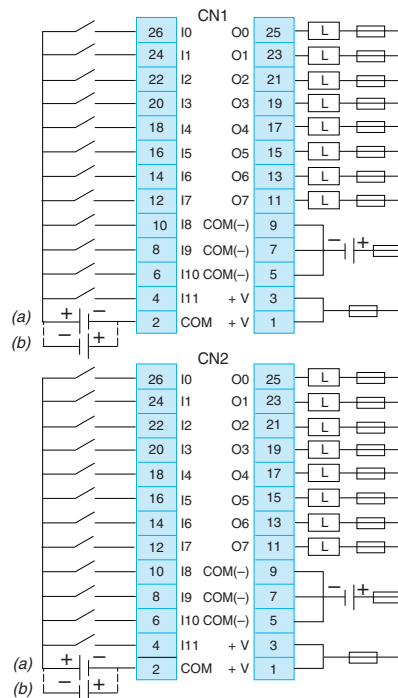 CN1
26 I0 O0 25 L
24 I1 O1 23 L
22 I2 O2 21 L
20 I3 O3 19 L
18 I4 O4 17 L
16 I5 O5 15 L
14 I6 O6 13 L
12 I7 O7 11 L
10 I8 COM(–) 9
8 I9 COM(–) 7 – +
6 I10 COM(–) 5
4 I11 + V 3
(a) + – 2 COM + V 1
(b) – +
CN2
26 I0 O0 25 L
24 I1 O1 23 L
22 I2 O2 21 L
20 I3 O3 19 L
18 I4 O4 17 L
16 I5 O5 15 L
14 I6 O6 13 L
12 I7 O7 11 L
10 I8 COM(–) 9
8 I9 COM(–) 7 – +
6 I10 COM(–) 5
4 I11 + V 3
(a) + – 2 COM + V 1
(b) – +